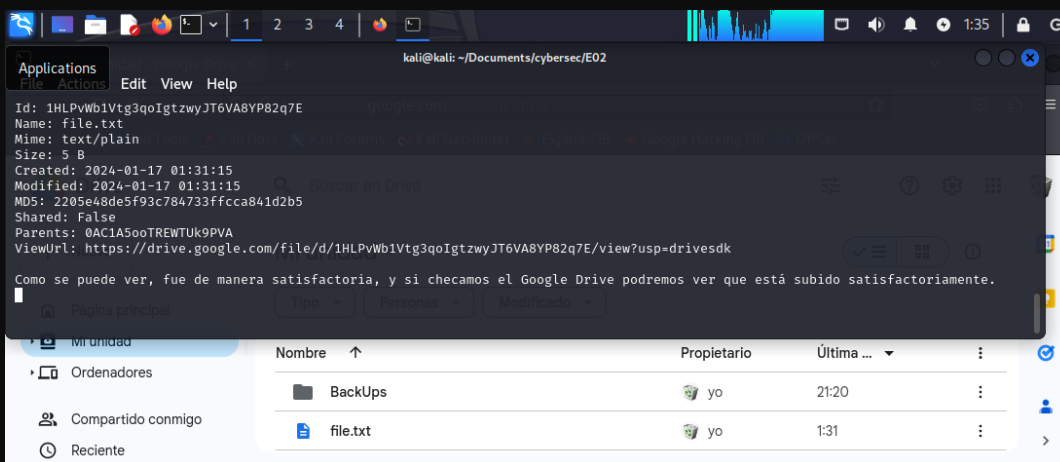 1 2 3 4
1:35
Applications
kali@kali: ~/Documents/cybersec/E02
File Actions Edit View Help
Id: 1HLPvWb1Vtg3qoIgtzwyJT6VA8YP82q7E
Name: file.txt
Mime: text/plain
Size: 5 B
Created: 2024-01-17 01:31:15
Modified: 2024-01-17 01:31:15
MD5: 2205e48de5f93c784733ffcca841d2b5
Shared: False
Parents: 0AC1A5ooTREWTUk9PVA
ViewUrl: https://drive.google.com/file/d/1HLPvWb1Vtg3qoIgtzwyJT6VA8YP82q7E/view?usp=drivesdk
Como se puede ver, fue de manera satisfactoria, y si checamos el Google Drive podremos ver que está subido satisfactoriamente.
Buscar en Drive
Mi unidad
Tipo Personas Modificado
Página principal
Mi unidad
Nombre Propietario Última ...
Ordenadores
BackUps yo 21:20
Compartido conmigo
file.txt yo 1:31
Reciente